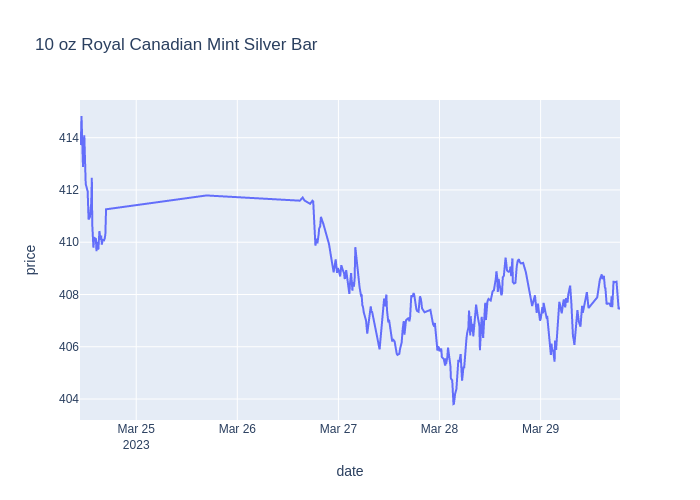 10 oz Royal Canadian Mint Silver Bar
price
414
412
410
408
406
404
Mar 25
2023
Mar 26
Mar 27
Mar 28
Mar 29
date